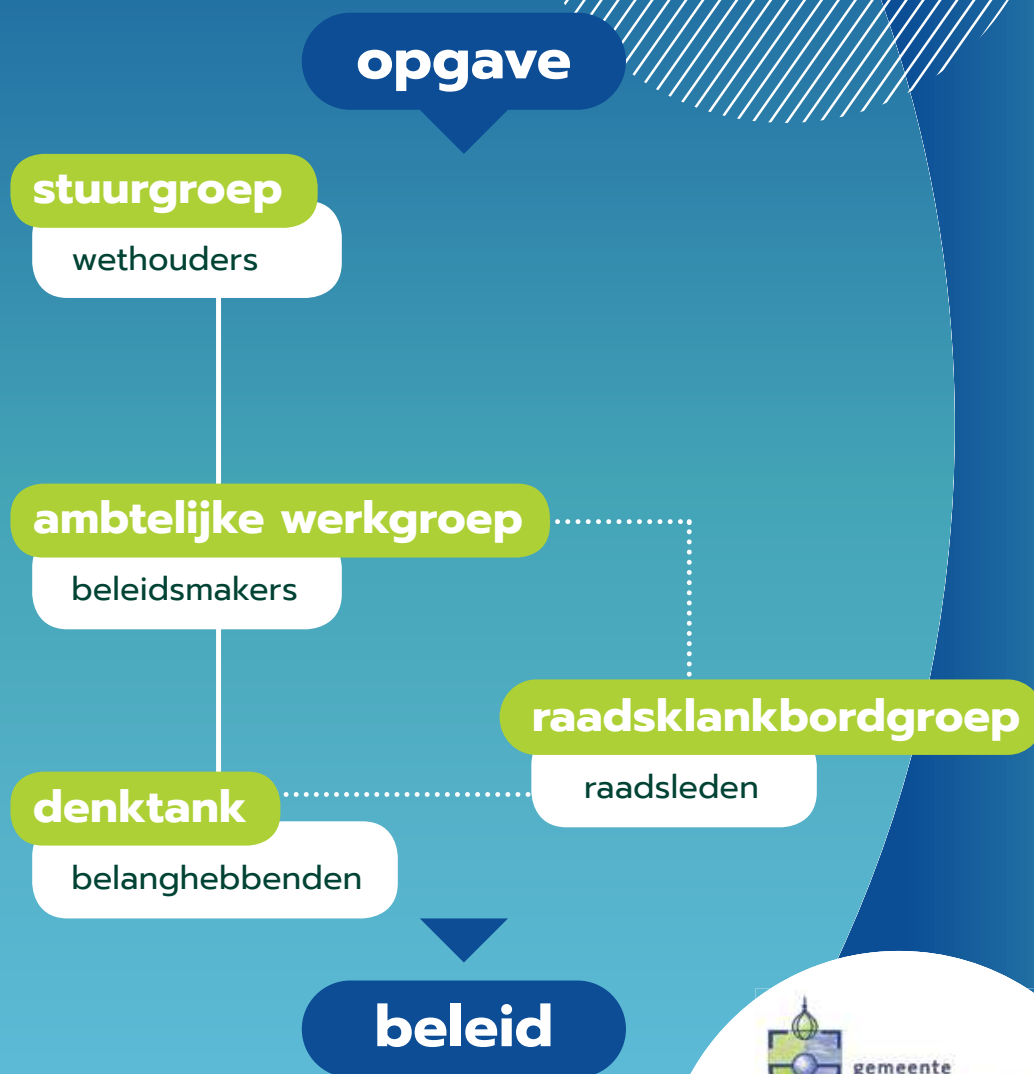 opgave
stuurgroep
wethouders
ambtelijke werkgroep
beleidsmakers
raadsklankbordgroep
raadsleden
denktank
belanghebbenden
beleid
gemeente